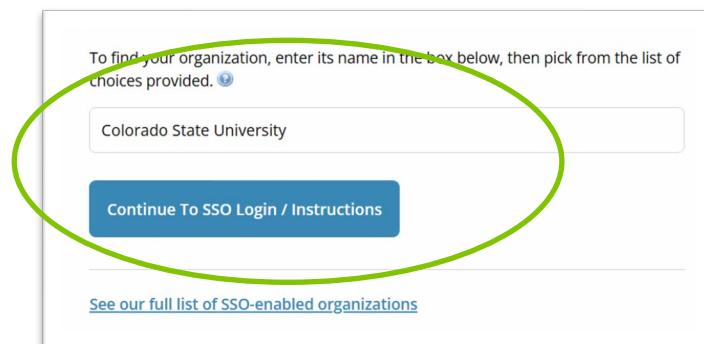 To find your organization, enter its name in the box below, then pick from the list of
choices provided.
Colorado State University
Continue To SSO Login / Instructions
See our full list of SSO-enabled organizations